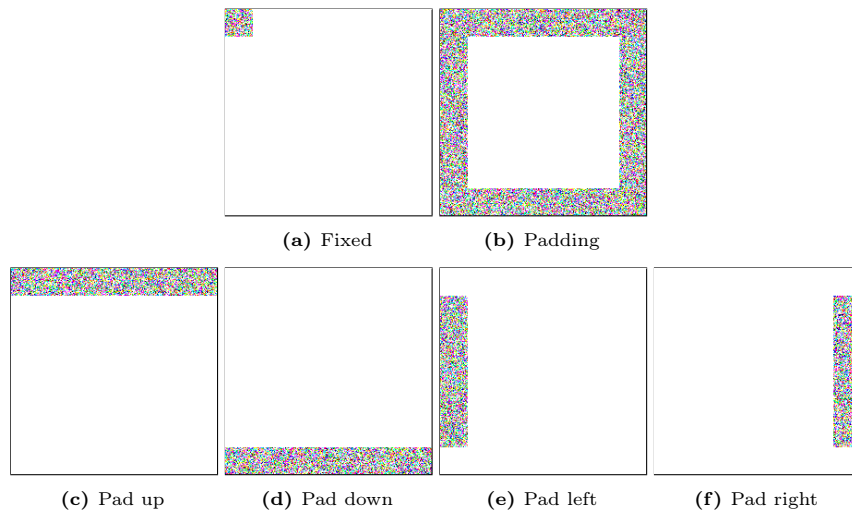 (a) Fixed
(b) Padding
(c) Pad up
(d) Pad down
(e) Pad left
(f) Pad right